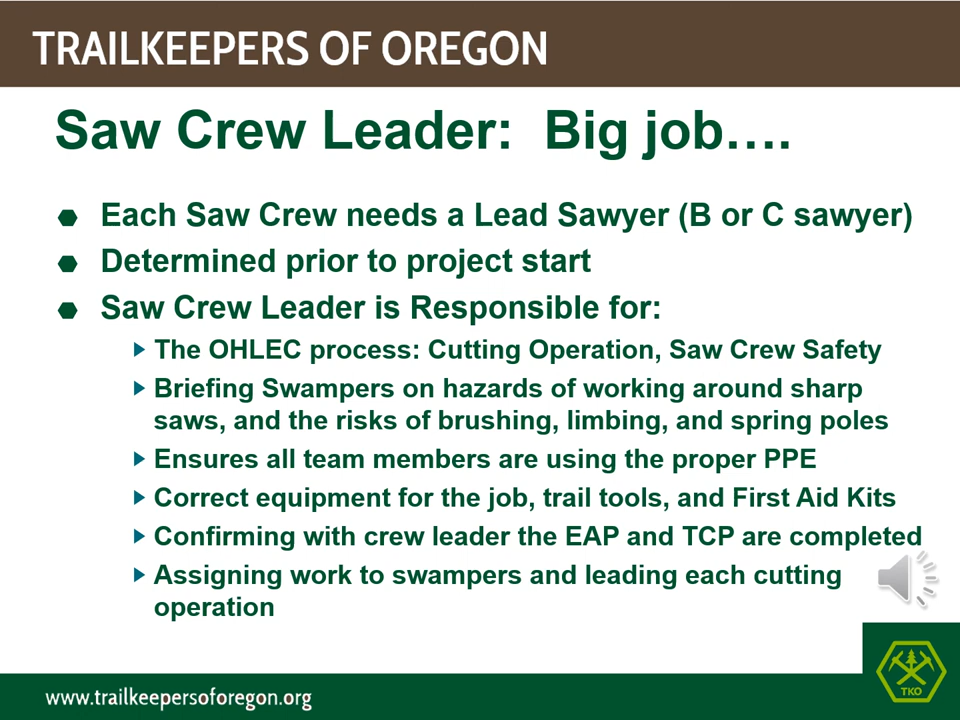 TRAILKEEPERS OF OREGON
Saw Crew Leader:  Big job….
Each Saw Crew needs a Lead Sawyer (B or C sawyer)
Determined prior to project start
Saw Crew Leader is Responsible for:
The OHLEC process: Cutting Operation, Saw Crew Safety
Briefing Swampers on hazards of working around sharp
saws, and the risks of brushing, limbing, and spring poles
Ensures all team members are using the proper PPE
Correct equipment for the job, trail tools, and First Aid Kits
Confirming with crew leader the EAP and TCP are completed
Assigning work to swampers and leading each cutting
operation
www.trailkeepersoforegon.org
TKO